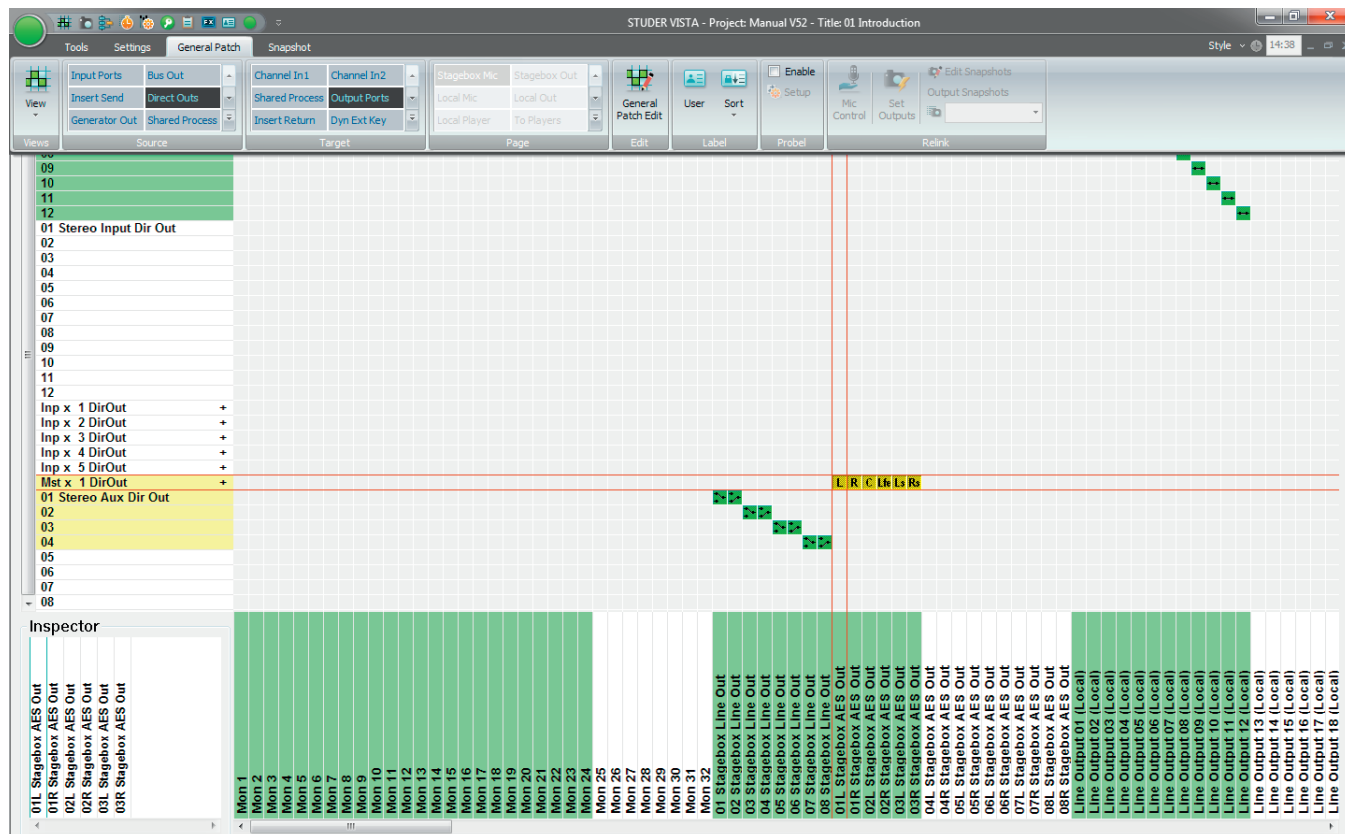 STUDER VISTA - Project: Manual V52 - Title: 01 Introduction
Tools Settings General Patch Snapshot
Style 14:38
View
Views
Input Ports Bus Out
Insert Send Direct Outs
Generator Out Shared Process
Source
Channel In1 Channel In2
Shared Process Output Ports
Insert Return Dyn Ext Key
Target
Stagebox Mic Stagebox Out
Local Mic Local Out
Local Player To Players
Page
General
Patch Edit
Edit
User Sort
Label
Enable
Setup
Probel
Mic
Control
Set
Outputs
Edit Snapshots
Output Snapshots
Relink
09
10
11
12
01 Stereo Input Dir Out
02
03
04
05
06
07
08
09
10
11
12
Inp x 1 DirOut +
Inp x 2 DirOut +
Inp x 3 DirOut +
Inp x 4 DirOut +
Inp x 5 DirOut +
Mst x 1 DirOut + L R C Lfe Ls Rs
01 Stereo Aux Dir Out
02
03
04
05
06
07
08
Inspector
01L Stagebox AES Out
01R Stagebox AES Out
02L Stagebox AES Out
02R Stagebox AES Out
03L Stagebox AES Out
03R Stagebox AES Out
Mon 1
Mon 2
Mon 3
Mon 4
Mon 5
Mon 6
Mon 7
Mon 8
Mon 9
Mon 10
Mon 11
Mon 12
Mon 13
Mon 14
Mon 15
Mon 16
Mon 17
Mon 18
Mon 19
Mon 20
Mon 21
Mon 22
Mon 23
Mon 24
Mon 25
Mon 26
Mon 27
Mon 28
Mon 29
Mon 30
Mon 31
Mon 32
01 Stagebox LIne Out
02 Stagebox LIne Out
03 Stagebox LIne Out
04 Stagebox LIne Out
05 Stagebox LIne Out
06 Stagebox LIne Out
07 Stagebox LIne Out
08 Stagebox LIne Out
01L Stagebox AES Out
01R Stagebox AES Out
02L Stagebox AES Out
02R Stagebox AES Out
03L Stagebox AES Out
03R Stagebox AES Out
04L Stagebox AES Out
04R Stagebox AES Out
05L Stagebox AES Out
05R Stagebox AES Out
06L Stagebox AES Out
06R Stagebox AES Out
07L Stagebox AES Out
07R Stagebox AES Out
08L Stagebox AES Out
08R Stagebox AES Out
LIne Output 01 (Local)
LIne Output 02 (Local)
LIne Output 03 (Local)
LIne Output 04 (Local)
LIne Output 05 (Local)
LIne Output 06 (Local)
LIne Output 07 (Local)
LIne Output 08 (Local)
LIne Output 09 (Local)
LIne Output 10 (Local)
LIne Output 11 (Local)
LIne Output 12 (Local)
LIne Output 13 (Local)
LIne Output 14 (Local)
LIne Output 15 (Local)
LIne Output 16 (Local)
LIne Output 17 (Local)
LIne Output 18 (Local)